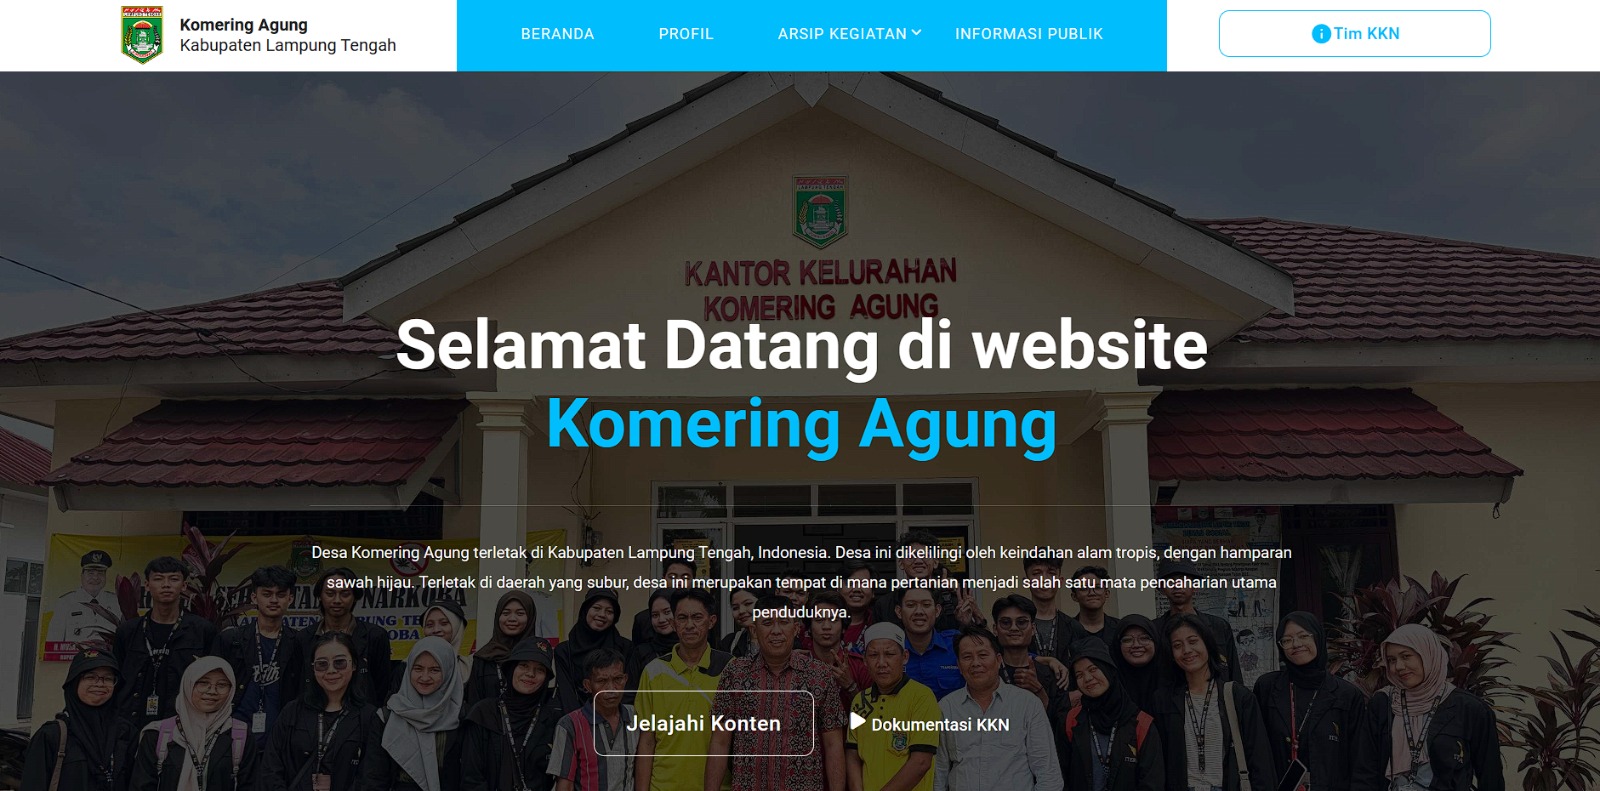 Komering Agung
Kabupaten Lampung Tengah
BERANDA
PROFIL
ARSIP KEGIATAN
INFORMASI PUBLIK
Tim KKN
LAMPUNG TENGAH
KANTOR KELURAHAN
KOMERING AGUNG
Selamat Datang di website
Komering Agung
Desa Komering Agung terletak di Kabupaten Lampung Tengah, Indonesia. Desa ini dikelilingi oleh keindahan alam tropis, dengan hamparan
sawah hijau. Terletak di daerah yang subur, desa ini merupakan tempat di mana pertanian menjadi salah satu mata pencaharian utama
penduduknya.
NARKOBA
Jelajahi Konten
Dokumentasi KKN